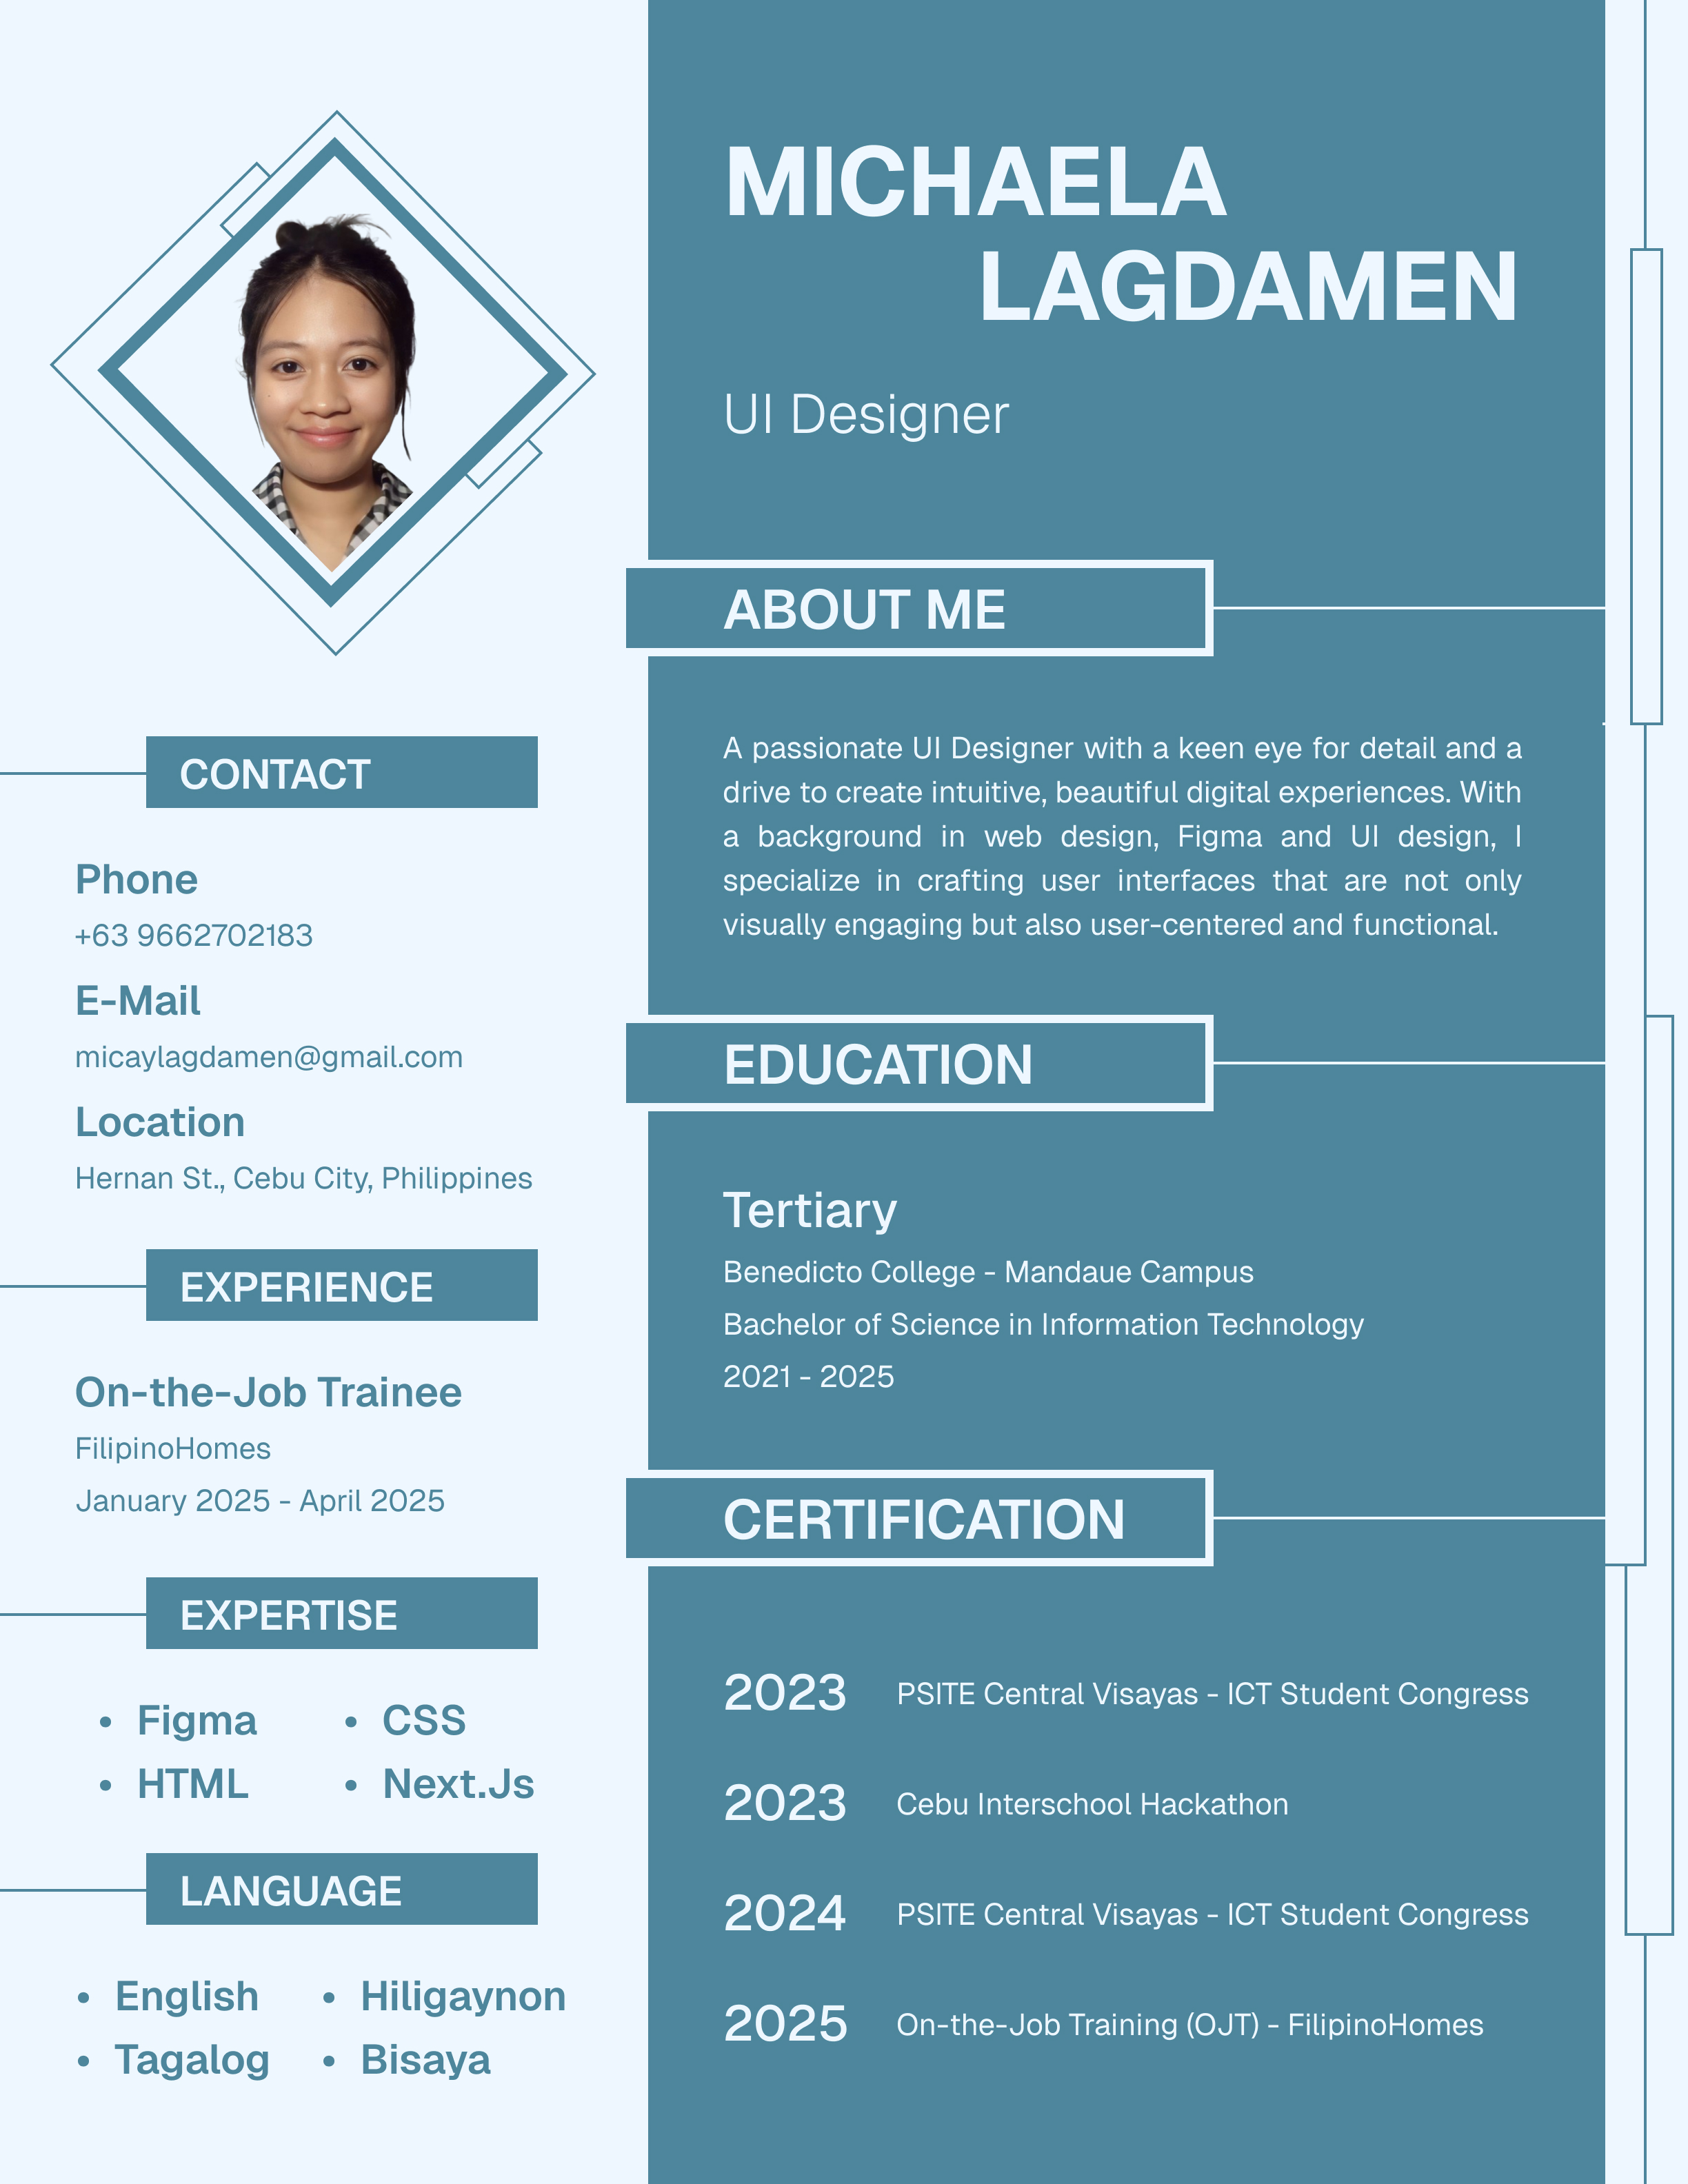 MICHAELA
LAGDAMEN
UI Designer
CONTACT
Phone
+63 9662702183
E-Mail
micaylagdamen@gmail.com
Location
Hernan St., Cebu City, Philippines
EXPERIENCE
On-the-Job Trainee
FilipinoHomes
January 2025 - April 2025
EXPERTISE
• Figma
• HTML
• CSS
• Next.Js
LANGUAGE
• English
• Tagalog
• Hiligaynon
• Bisaya
ABOUT ME
A passionate UI Designer with a keen eye for detail and a
drive to create intuitive, beautiful digital experiences. With
a background in web design, Figma and UI design, I
specialize in crafting user interfaces that are not only
visually engaging but also user-centered and functional.
EDUCATION
Tertiary
Benedicto College - Mandaue Campus
Bachelor of Science in Information Technology
2021 - 2025
CERTIFICATION
2023 PSITE Central Visayas - ICT Student Congress
2023 Cebu Interschool Hackathon
2024 PSITE Central Visayas - ICT Student Congress
2025 On-the-Job Training (OJT) - FilipinoHomes